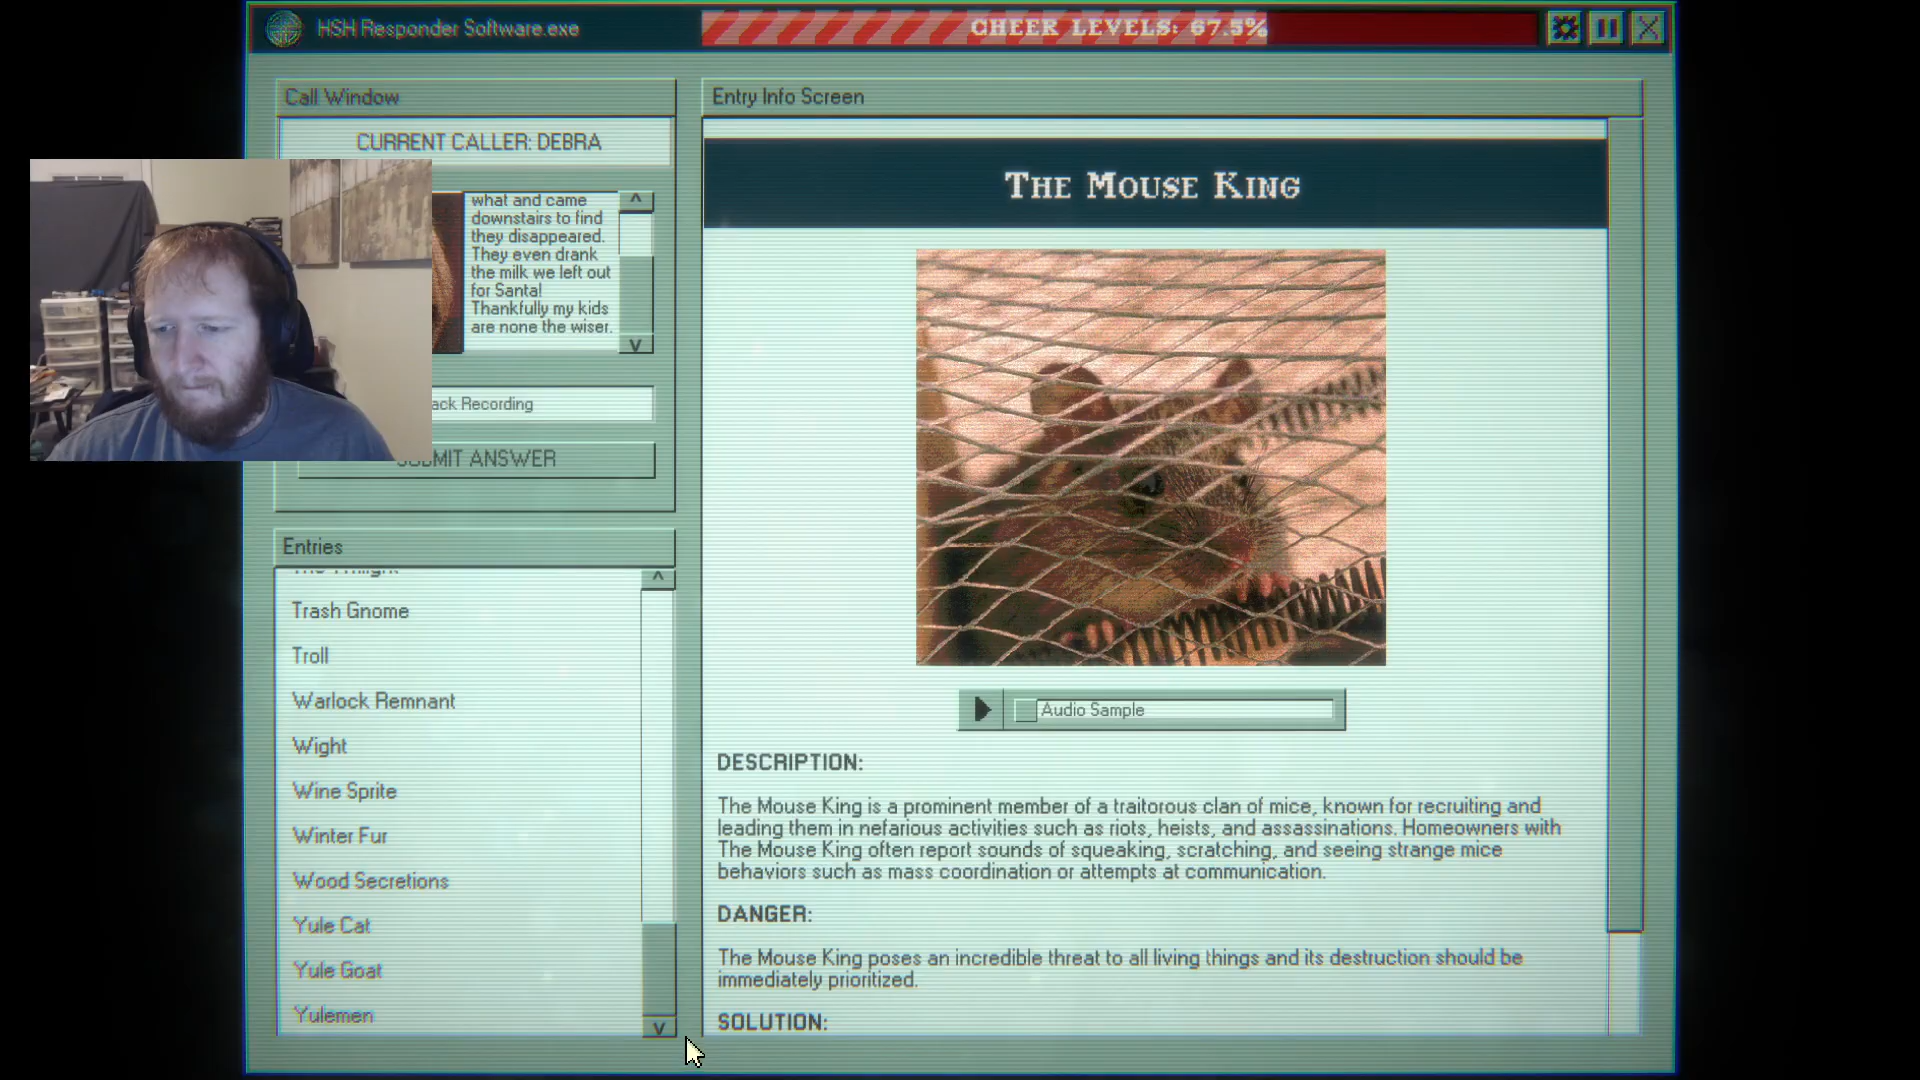 HSH Responder Software.exe
CHEER LEVELS: 67.5%
Call Window
CURRENT CALLER: DEBRA
what and came
downstairs to find
they disappeared.
They even drank
the milk we left out
for Santa!
Thankfully my kids
are none the wiser.
ack Recording
SUBMIT ANSWER
Entries
Trash Gnome
Troll
Warlock Remnant
Wight
Wine Sprite
Winter Fur
Wood Secretions
Yule Cat
Yule Goat
Yulemen
Entry Info Screen
THE MOUSE KING
Audio Sample
DESCRIPTION:
The Mouse King is a prominent member of a traitorous clan of mice, known for recruiting and
leading them in nefarious activities such as riots, heists, and assassinations. Homeowners with
The Mouse King often report sounds of squeaking, scratching, and seeing strange mice
behaviors such as mass coordination or attempts at communication.
DANGER:
The Mouse King poses an incredible threat to all living things and its destruction should be
immediately prioritized.
SOLUTION: